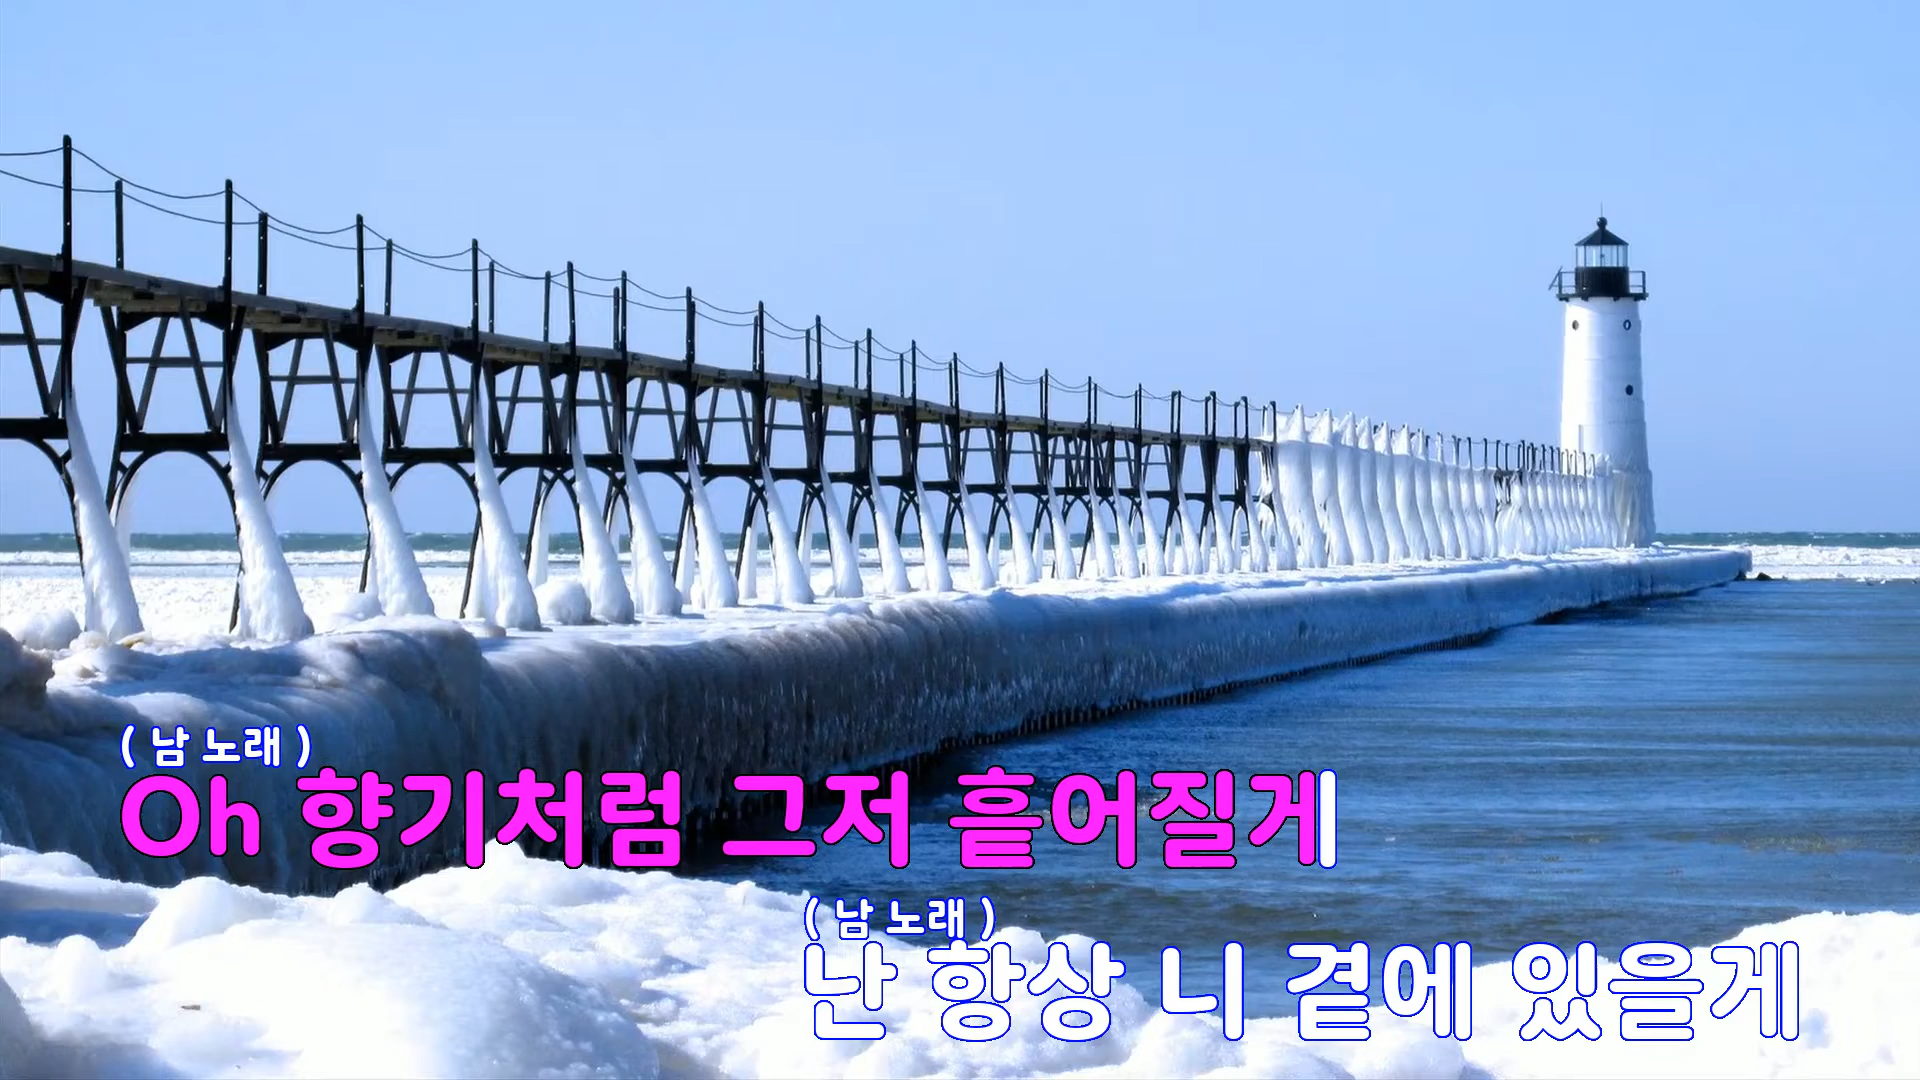 ( 남 노래 )
Oh 향기처럼 그저 흩어질게
( 남 노래 )
난 항상 니 곁에 있을게